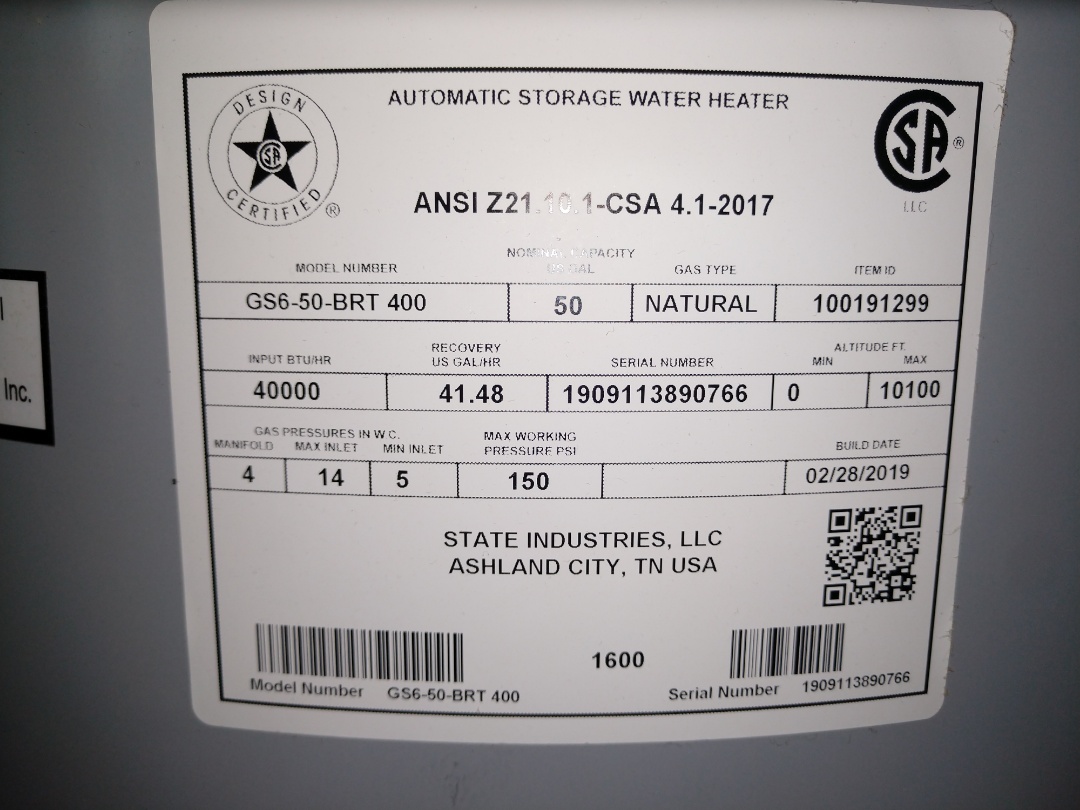 DESIGN CERTIFIED ®
SA
AUTOMATIC STORAGE WATER HEATER
CSA ®
LLC
ANSI Z21.10.1-CSA 4.1-2017
MODEL NUMBER
NOMINAL CAPACITY
US GAL
GAS TYPE
ITEM ID
GS6-50-BRT 400
50
NATURAL
100191299
INPUT BTU/HR
RECOVERY
US GAL/HR
SERIAL NUMBER
ALTITUDE FT.
MIN MAX
40000
41.48
1909113890766
0
10100
GAS PRESSURES IN W.C.
MANIFOLD MAX INLET MIN INLET
MAX WORKING
PRESSURE PSI
BUILD DATE
4
14
5
150
02/28/2019
STATE INDUSTRIES, LLC
ASHLAND CITY, TN USA
1600
Model Number GS6-50-BRT 400
Serial Number 1909113890766
Inc.